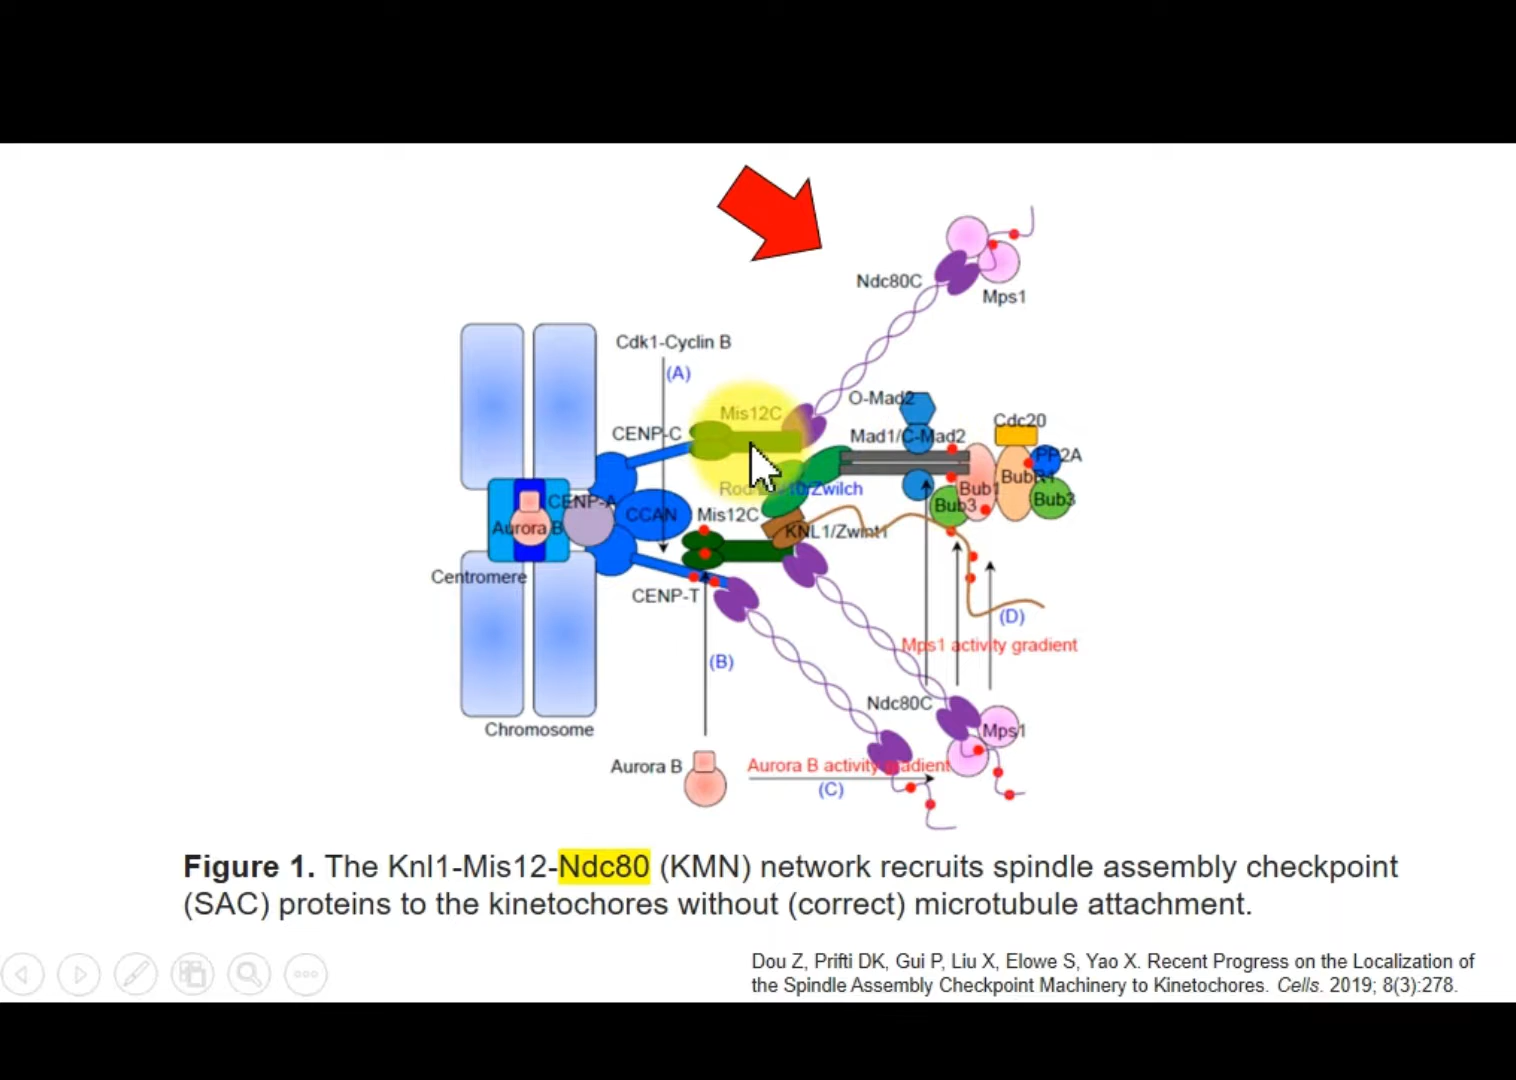 Ndc80C
Mps1
Cdk1-Cyclin B
(A)
O-Mad2
Mis12C
Cdc20
CENP-C
Mad1/C-Mad2
PP2A
BubR1
Rod/Zw10/Zwilch
Bub1
Bub3
Bub3
CENP-A
CCAN
Mis12C
Aurora B
KNL1/Zwint1
Centromere
CENP-T
(D)
Mps1 activity gradient
(B)
Ndc80C
Chromosome
Mps1
Aurora B
Aurora B activity gradient
(C)
Figure 1. The Knl1-Mis12-Ndc80 (KMN) network recruits spindle assembly checkpoint
(SAC) proteins to the kinetochores without (correct) microtubule attachment.
Dou Z, Prifti DK, Gui P, Liu X, Elowe S, Yao X. Recent Progress on the Localization of
the Spindle Assembly Checkpoint Machinery to Kinetochores. Cells. 2019; 8(3):278.